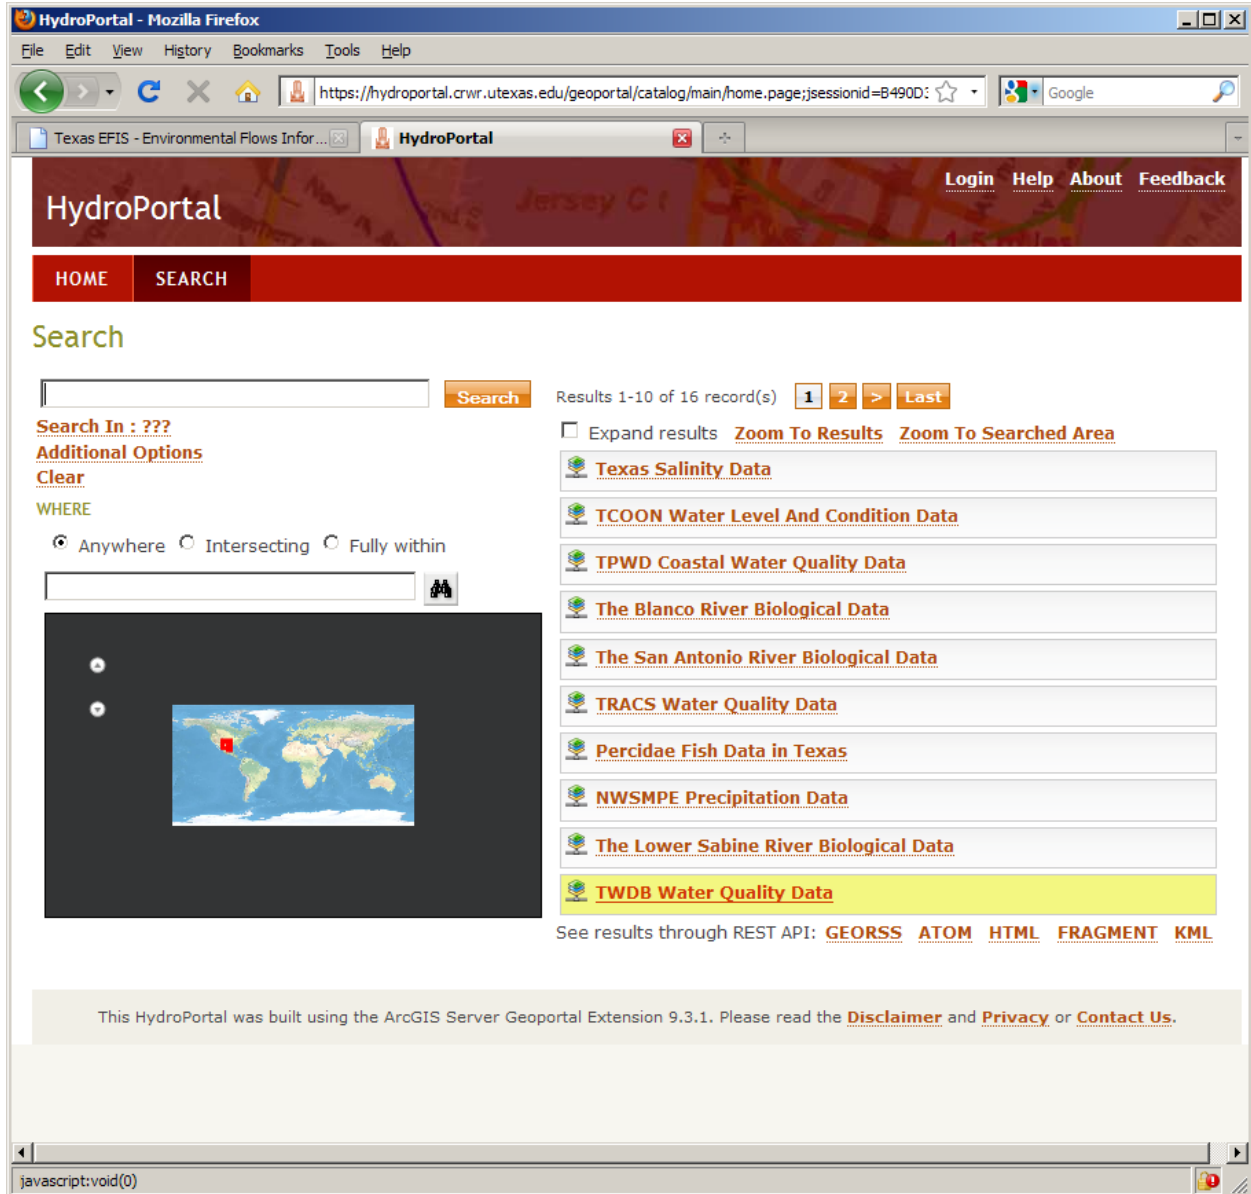 HydroPortal - Mozilla Firefox
File Edit View History Bookmarks Tools Help
https://hydroportal.crwr.utexas.edu/geoportal/catalog/main/home.page;jsessionid=B490D: Google
Texas EFIS - Environmental Flows Infor... HydroPortal
Login Help About Feedback
HydroPortal
Jersey Ct
1.5 miles
HOME SEARCH
Search
Search
Results 1-10 of 16 record(s) 1 2 > Last
Search In : ???
Additional Options
Clear
Expand results Zoom To Results Zoom To Searched Area
WHERE
Anywhere Intersecting Fully within
Texas Salinity Data
TCOON Water Level And Condition Data
TPWD Coastal Water Quality Data
The Blanco River Biological Data
The San Antonio River Biological Data
TRACS Water Quality Data
Percidae Fish Data in Texas
NWSMPE Precipitation Data
The Lower Sabine River Biological Data
TWDB Water Quality Data
See results through REST API: GEORSS ATOM HTML FRAGMENT KML
This HydroPortal was built using the ArcGIS Server Geoportal Extension 9.3.1. Please read the Disclaimer and Privacy or Contact Us.
javascript:void(0)